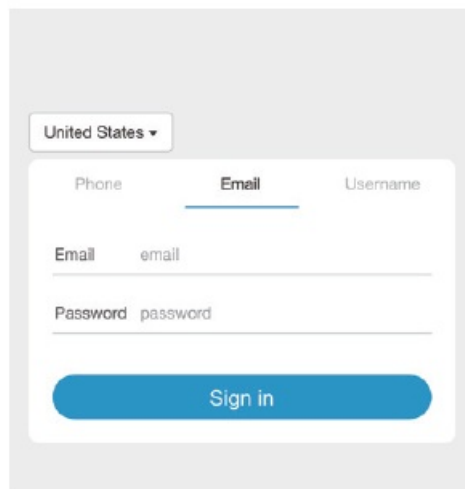 United States
Phone Email Username
Email email
Password password
Sign in